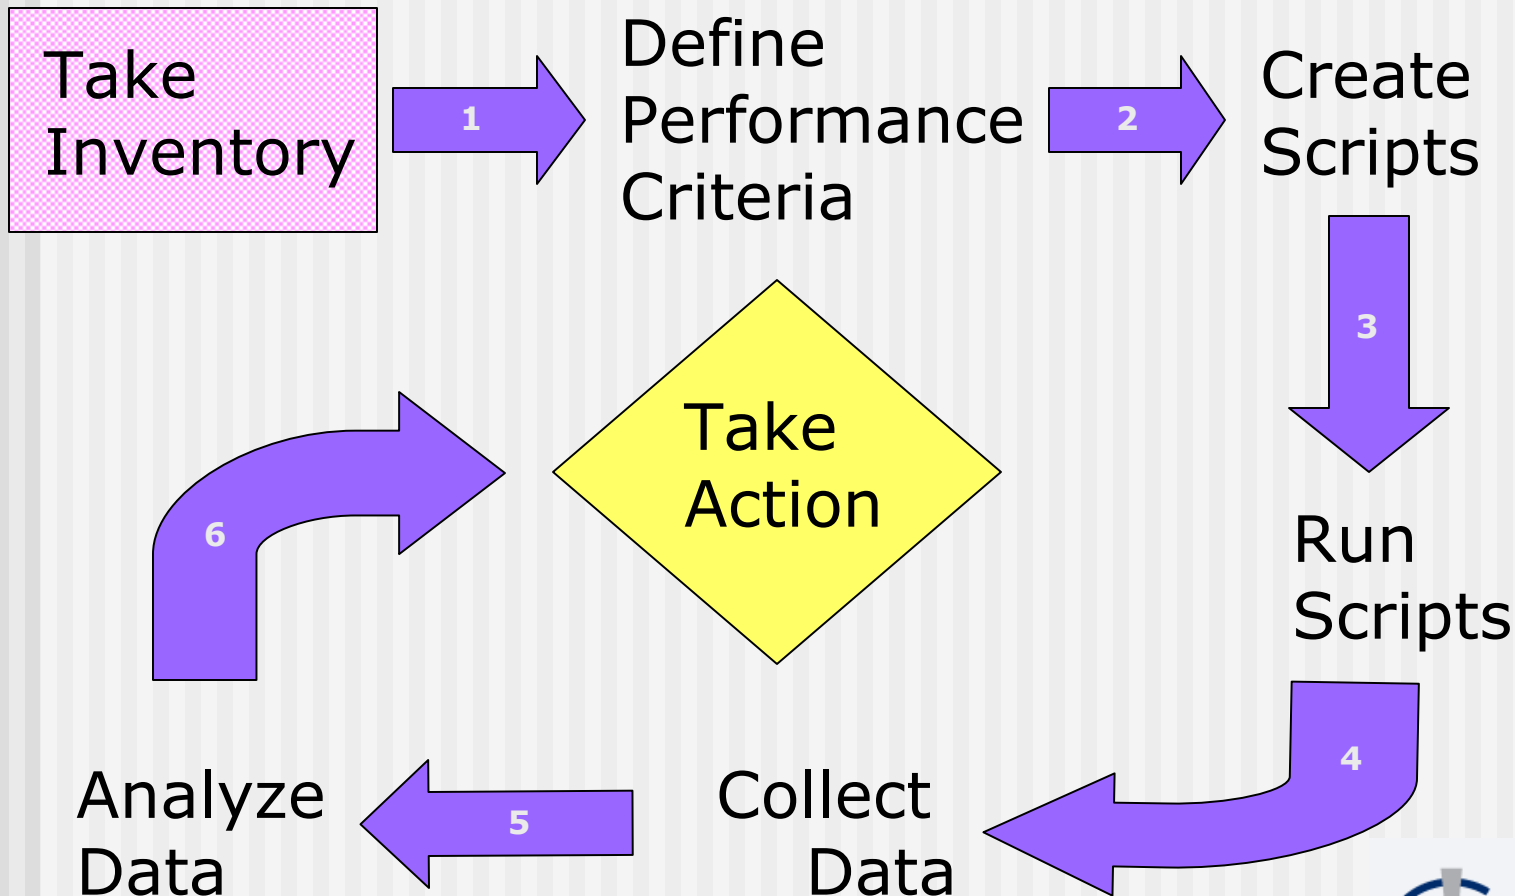 Take
Inventory
1
Define
Performance
Criteria
2
Create
Scripts
3
Run
Scripts
4
Collect
Data
5
Analyze
Data
6
Take
Action